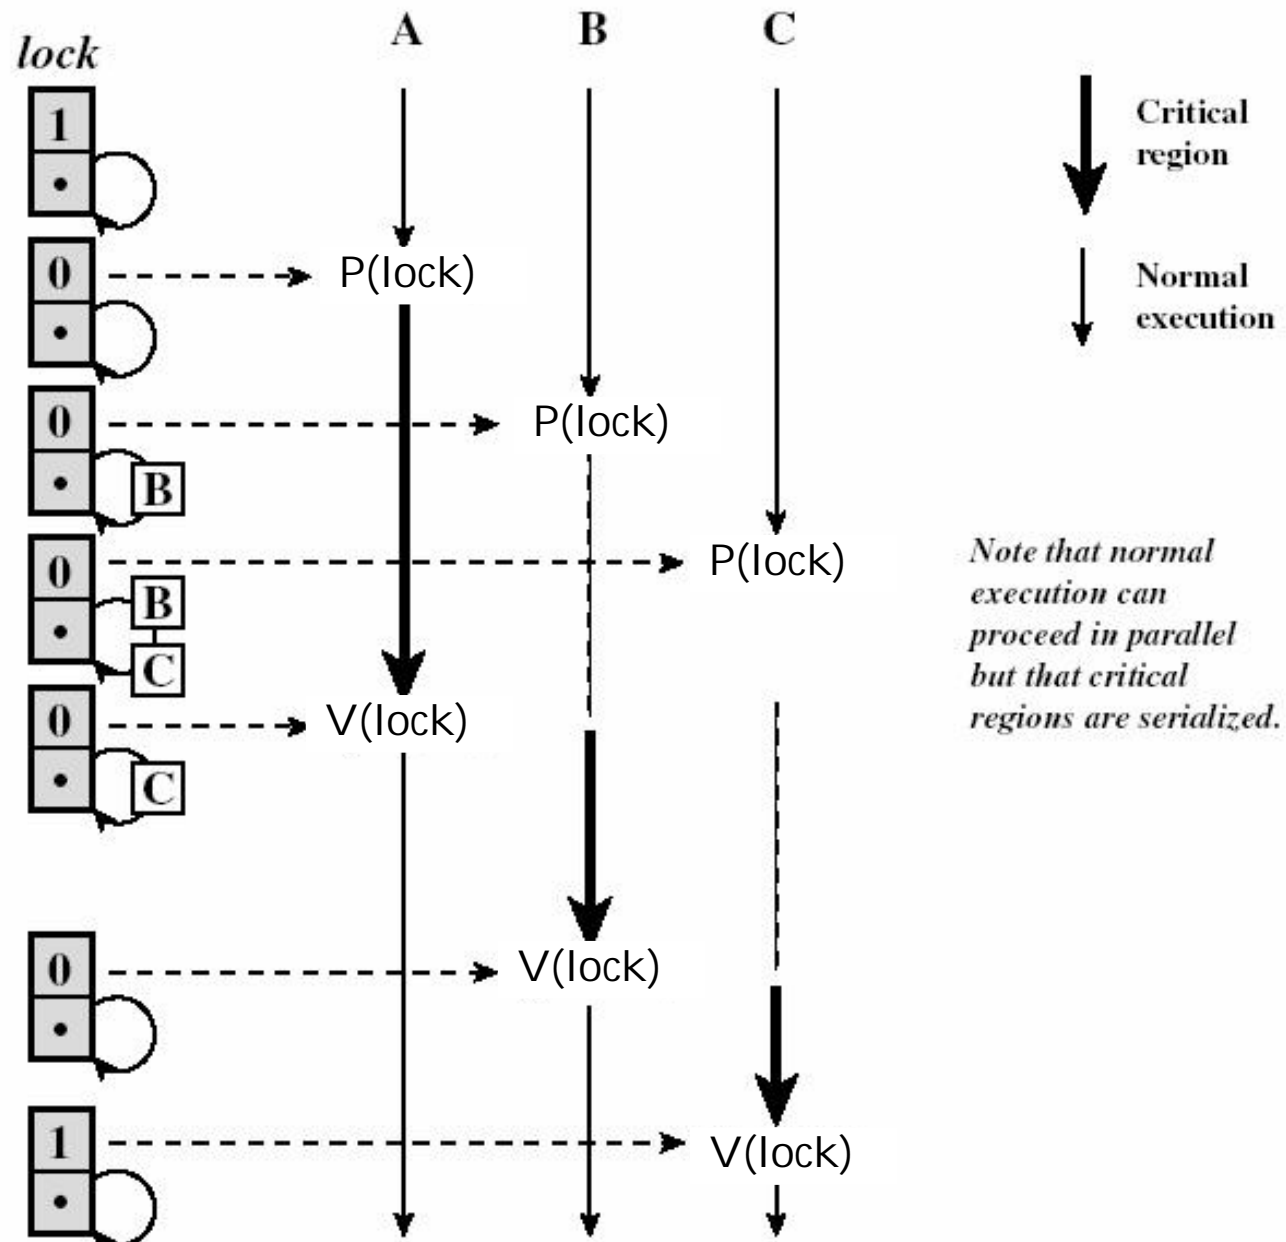 A B C
lock
1
Critical
region
0
P(lock)
Normal
execution
0
P(lock)
B
0
P(lock)
B
C
Note that normal
execution can
proceed in parallel
but that critical
regions are serialized.
0
V(lock)
C
0
V(lock)
1
V(lock)